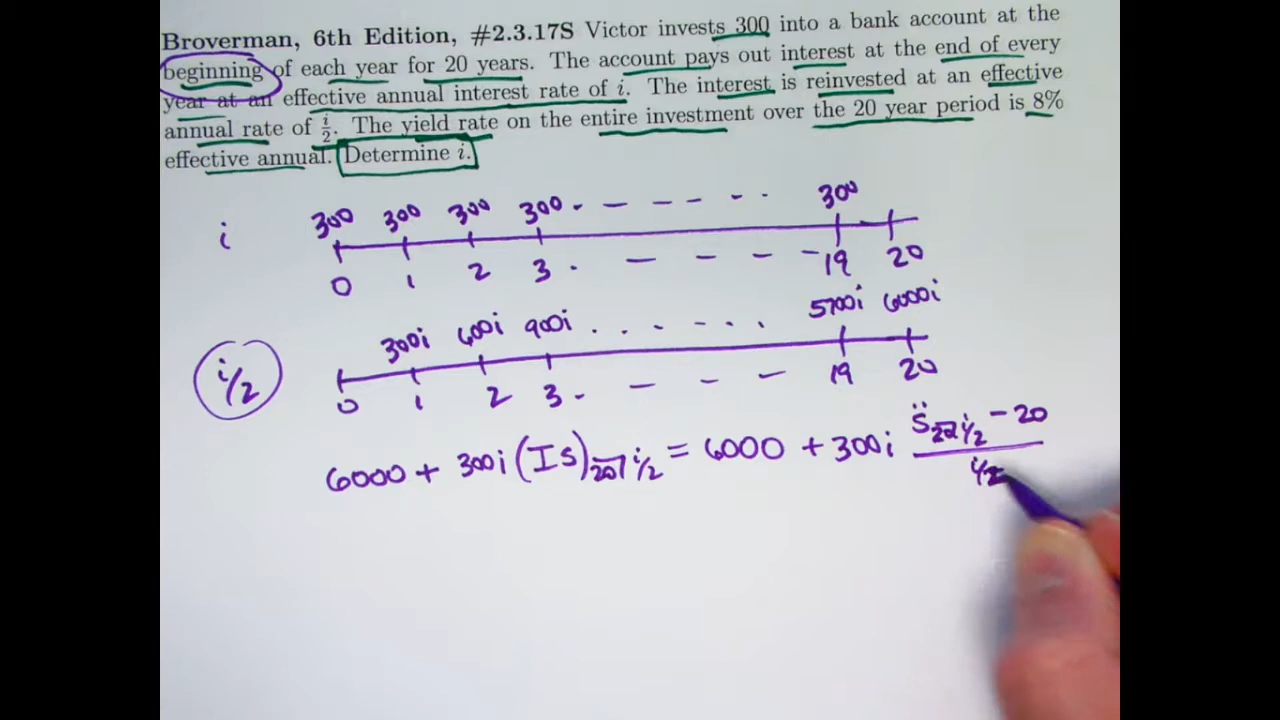 Broverman, 6th Edition, #2.3.17S Victor invests 300 into a bank account at the
beginning of each year for 20 years. The account pays out interest at the end of every
year at an effective annual interest rate of i. The interest is reinvested at an effective
annual rate of i/2. The yield rate on the entire investment over the 20 year period is 8%
effective annual. Determine i.
300 300 300 300 . - - - - . . 300
i
0 1 2 3 . - - - - 19 20
300i 600i 900i . . . - . . . 5700i 6000i
i/2
0 1 2 3 . - - - 19 20
6000 + 300i (Is)20¬i/2 = 6000 + 300i (s̈20¬i/2 - 20)/(i/2)